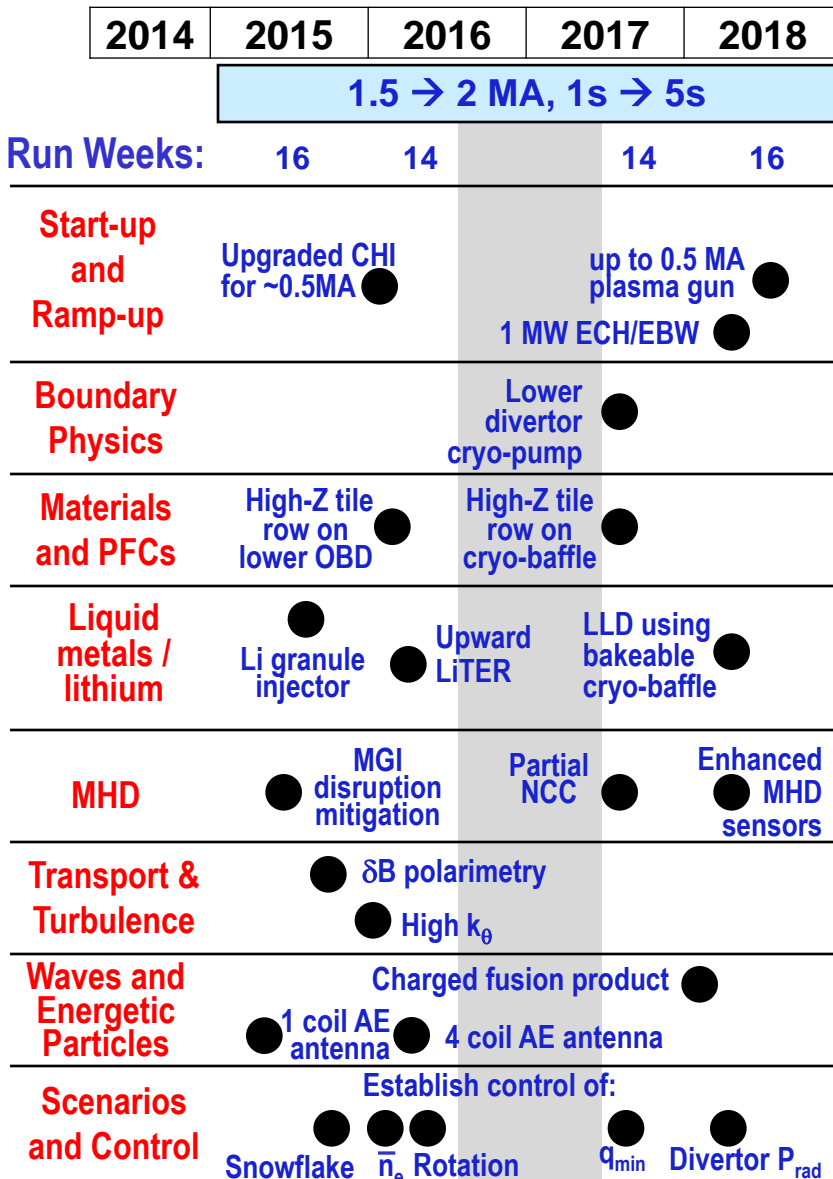 2014 2015 2016 2017 2018
1.5 → 2 MA, 1s → 5s
Run Weeks: 16 14 14 16
Start-up
and
Ramp-up
Upgraded CHI
for ~0.5MA
up to 0.5 MA
plasma gun
1 MW ECH/EBW
Boundary
Physics
Lower
divertor
cryo-pump
Materials
and PFCs
High-Z tile
row on
lower OBD
High-Z tile
row on
cryo-baffle
Liquid
metals /
lithium
Li granule
injector
Upward
LiTER
LLD using
bakeable
cryo-baffle
MHD
MGI
disruption
mitigation
Partial
NCC
Enhanced
MHD
sensors
Transport &
Turbulence
δB polarimetry
High kθ
Waves and
Energetic
Particles
Charged fusion product
1 coil AE
antenna
4 coil AE antenna
Scenarios
and Control
Establish control of:
Snowflake n̅e Rotation qmin Divertor Prad